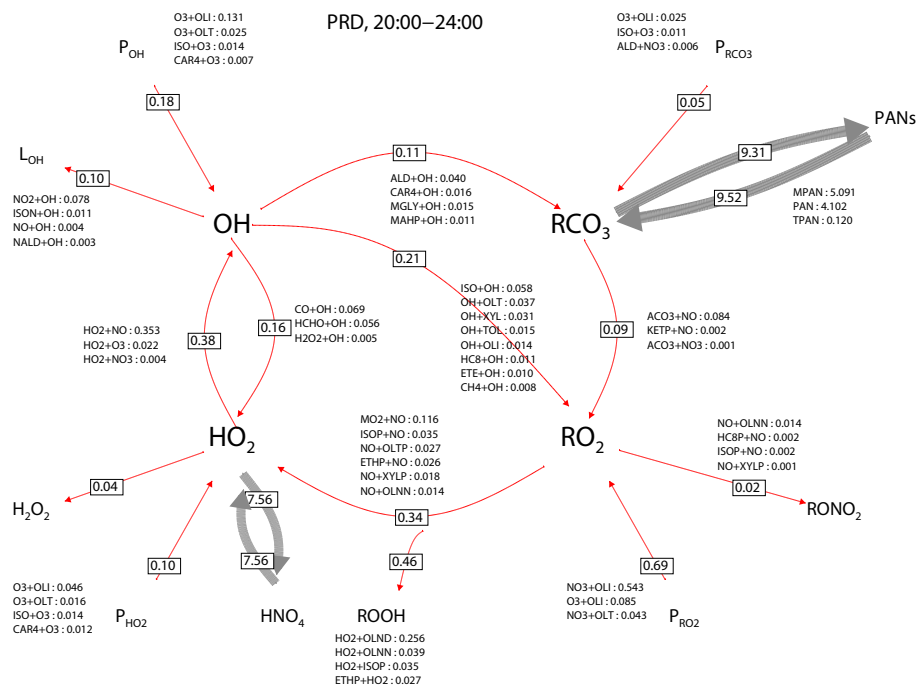 PRD, 20:00−24:00
O3+OLI : 0.131
O3+OLT : 0.025
ISO+O3 : 0.014
CAR4+O3 : 0.007
P_OH
0.18
O3+OLI : 0.025
ISO+O3 : 0.011
ALD+NO3 : 0.006
P_RCO3
0.05
PANs
9.31
9.52
MPAN : 5.091
PAN : 4.102
TPAN : 0.120
L_OH
0.10
NO2+OH : 0.078
ISON+OH : 0.011
NO+OH : 0.004
NALD+OH : 0.003
0.11
ALD+OH : 0.040
CAR4+OH : 0.016
MGLY+OH : 0.015
MAHP+OH : 0.011
OH
RCO₃
0.21
ISO+OH : 0.058
OH+OLT : 0.037
OH+XYL : 0.031
OH+TOL : 0.015
OH+OLI : 0.014
HC8+OH : 0.011
ETE+OH : 0.010
CH4+OH : 0.008
HO2+NO : 0.353
HO2+O3 : 0.022
HO2+NO3 : 0.004
0.38
0.16
CO+OH : 0.069
HCHO+OH : 0.056
H2O2+OH : 0.005
0.09
ACO3+NO : 0.084
KETP+NO : 0.002
ACO3+NO3 : 0.001
HO₂
MO2+NO : 0.116
ISOP+NO : 0.035
NO+OLTP : 0.027
ETHP+NO : 0.026
NO+XYLP : 0.018
NO+OLNN : 0.014
0.34
RO₂
NO+OLNN : 0.014
HC8P+NO : 0.002
ISOP+NO : 0.002
NO+XYLP : 0.001
0.02
RONO₂
0.04
H₂O₂
7.56
7.56
HNO₄
0.10
O3+OLI : 0.046
O3+OLT : 0.016
ISO+O3 : 0.014
CAR4+O3 : 0.012
P_HO2
0.46
ROOH
HO2+OLND : 0.256
HO2+OLNN : 0.039
HO2+ISOP : 0.035
ETHP+HO2 : 0.027
0.69
NO3+OLI : 0.543
O3+OLI : 0.085
NO3+OLT : 0.043
P_RO2